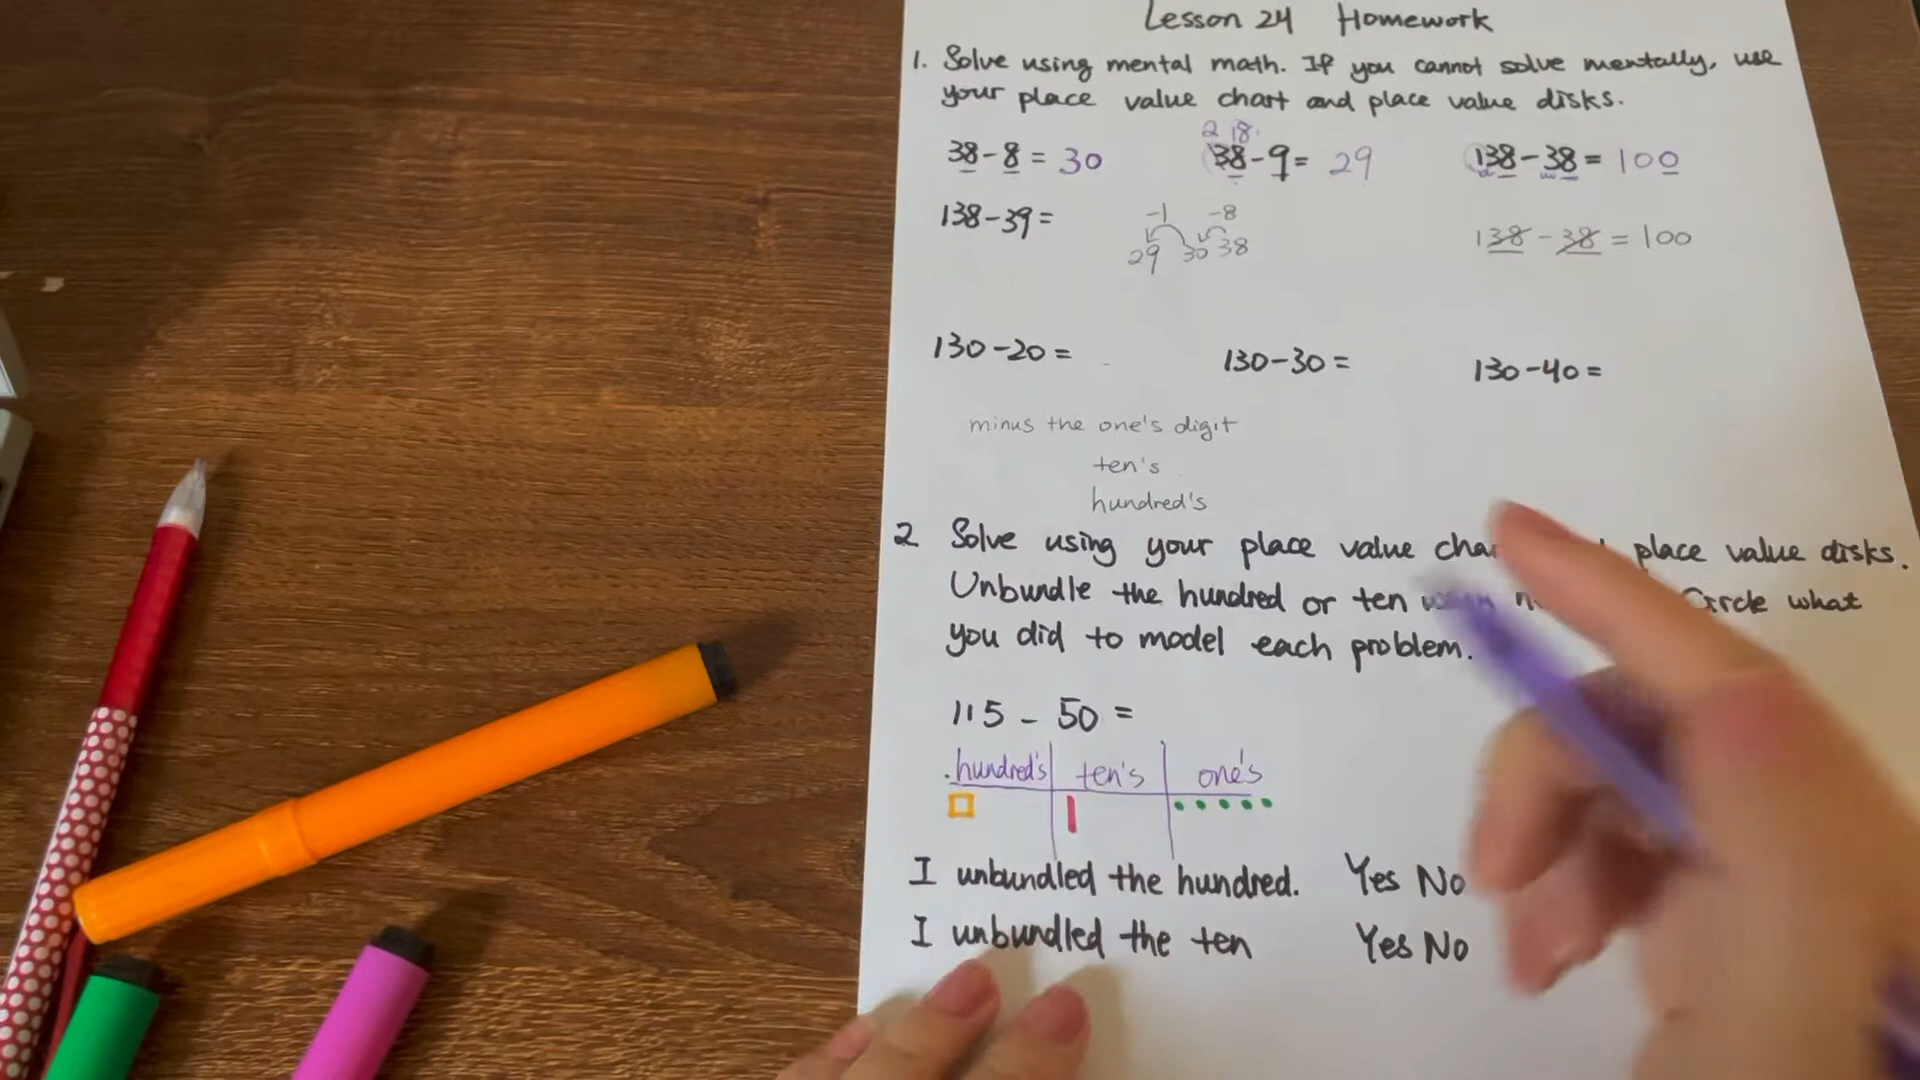 Lesson 24 Homework
1. Solve using mental math. If you cannot solve mentally, use
your place value chart and place value disks.
2 18
38-8 = 30 38-9= 29 138-38= 100
138-39=
-1 -8
29 30 38
138-38 = 100
130-20= 130-30= 130-40=
minus the one's digit
ten's
hundred's
2 Solve using your place value place value disks.
Unbundle the hundred or ten Circle what
you did to model each problem.
115 - 50 =
hundred's ten's one's
I unbundled the hundred. Yes No
I unbundled the ten Yes No